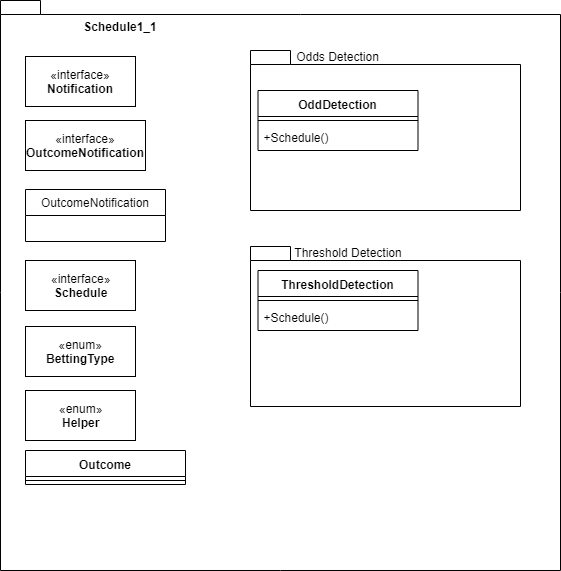 Schedule1_1
«interface»
Notification
«interface»
OutcomeNotification
OutcomeNotification
«interface»
Schedule
«enum»
BettingType
«enum»
Helper
Outcome
Odds Detection
OddDetection
+Schedule()
Threshold Detection
ThresholdDetection
+Schedule()